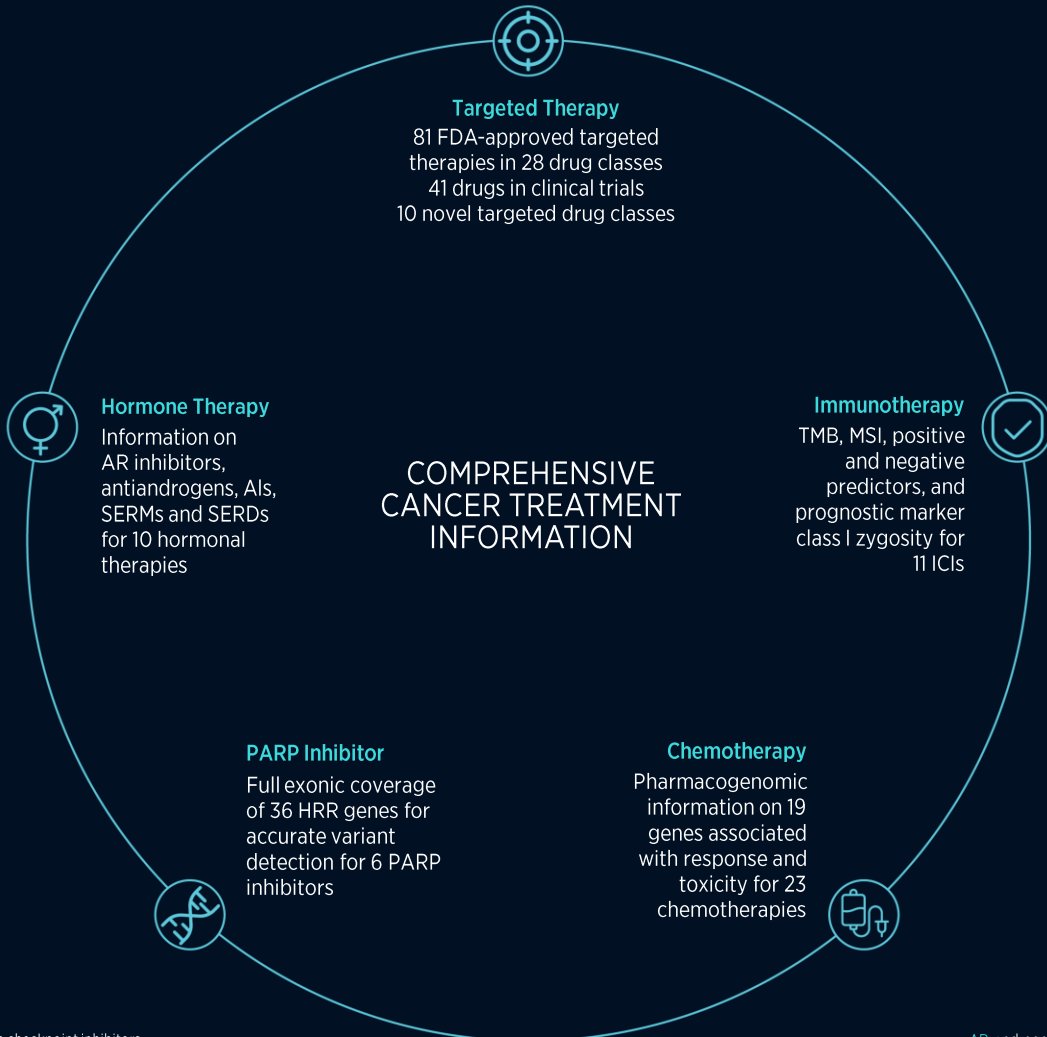 Targeted Therapy
81 FDA-approved targeted
therapies in 28 drug classes
41 drugs in clinical trials
10 novel targeted drug classes
Hormone Therapy
Information on
AR inhibitors,
antiandrogens, AIs,
SERMs and SERDs
for 10 hormonal
therapies
COMPREHENSIVE
CANCER TREATMENT
INFORMATION
Immunotherapy
TMB, MSI, positive
and negative
predictors, and
prognostic marker
class I zygosity for
11 ICIs
PARP Inhibitor
Full exonic coverage
of 36 HRR genes for
accurate variant
detection for 6 PARP
inhibitors
Chemotherapy
Pharmacogenomic
information on 19
genes associated
with response and
toxicity for 23
chemotherapies
checkpoint inhibitors